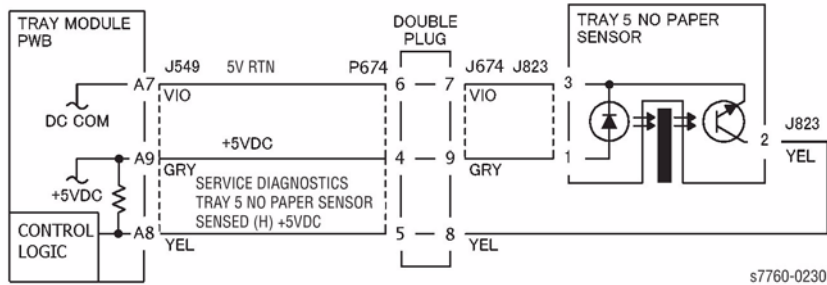 TRAY MODULE
PWB
DOUBLE
PLUG
TRAY 5 NO PAPER
SENSOR
A7
J549
5V RTN
P674
6
7
J674
J823
3
VIO
VIO
DC COM
2
J823
YEL
A9
+5VDC
4
9
1
GRY
GRY
+5VDC
SERVICE DIAGNOSTICS
TRAY 5 NO PAPER SENSOR
SENSED (H) +5VDC
CONTROL
LOGIC
A8
YEL
5
8
YEL
s7760-0230